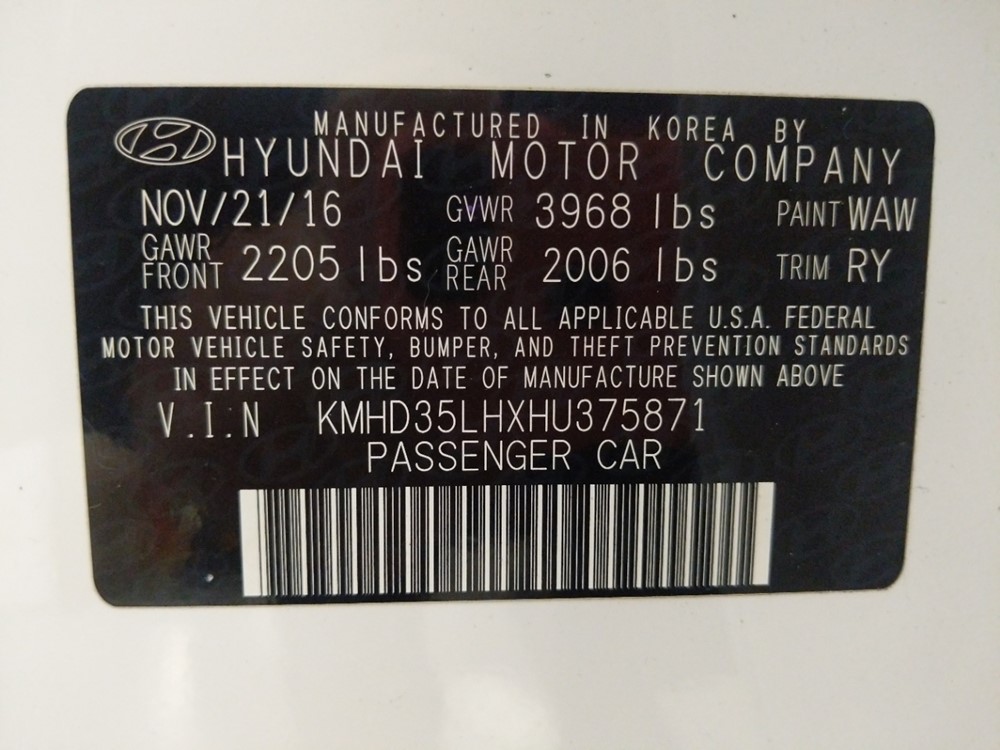 MANUFACTURED IN KOREA BY
HYUNDAI MOTOR COMPANY
NOV/21/16 GVWR 3968 lbs PAINT WAW
GAWR FRONT 2205 lbs GAWR REAR 2006 lbs TRIM RY
THIS VEHICLE CONFORMS TO ALL APPLICABLE U.S.A. FEDERAL
MOTOR VEHICLE SAFETY, BUMPER, AND THEFT PREVENTION STANDARDS
IN EFFECT ON THE DATE OF MANUFACTURE SHOWN ABOVE
V.I.N KMHD35LHXHU375871
PASSENGER CAR